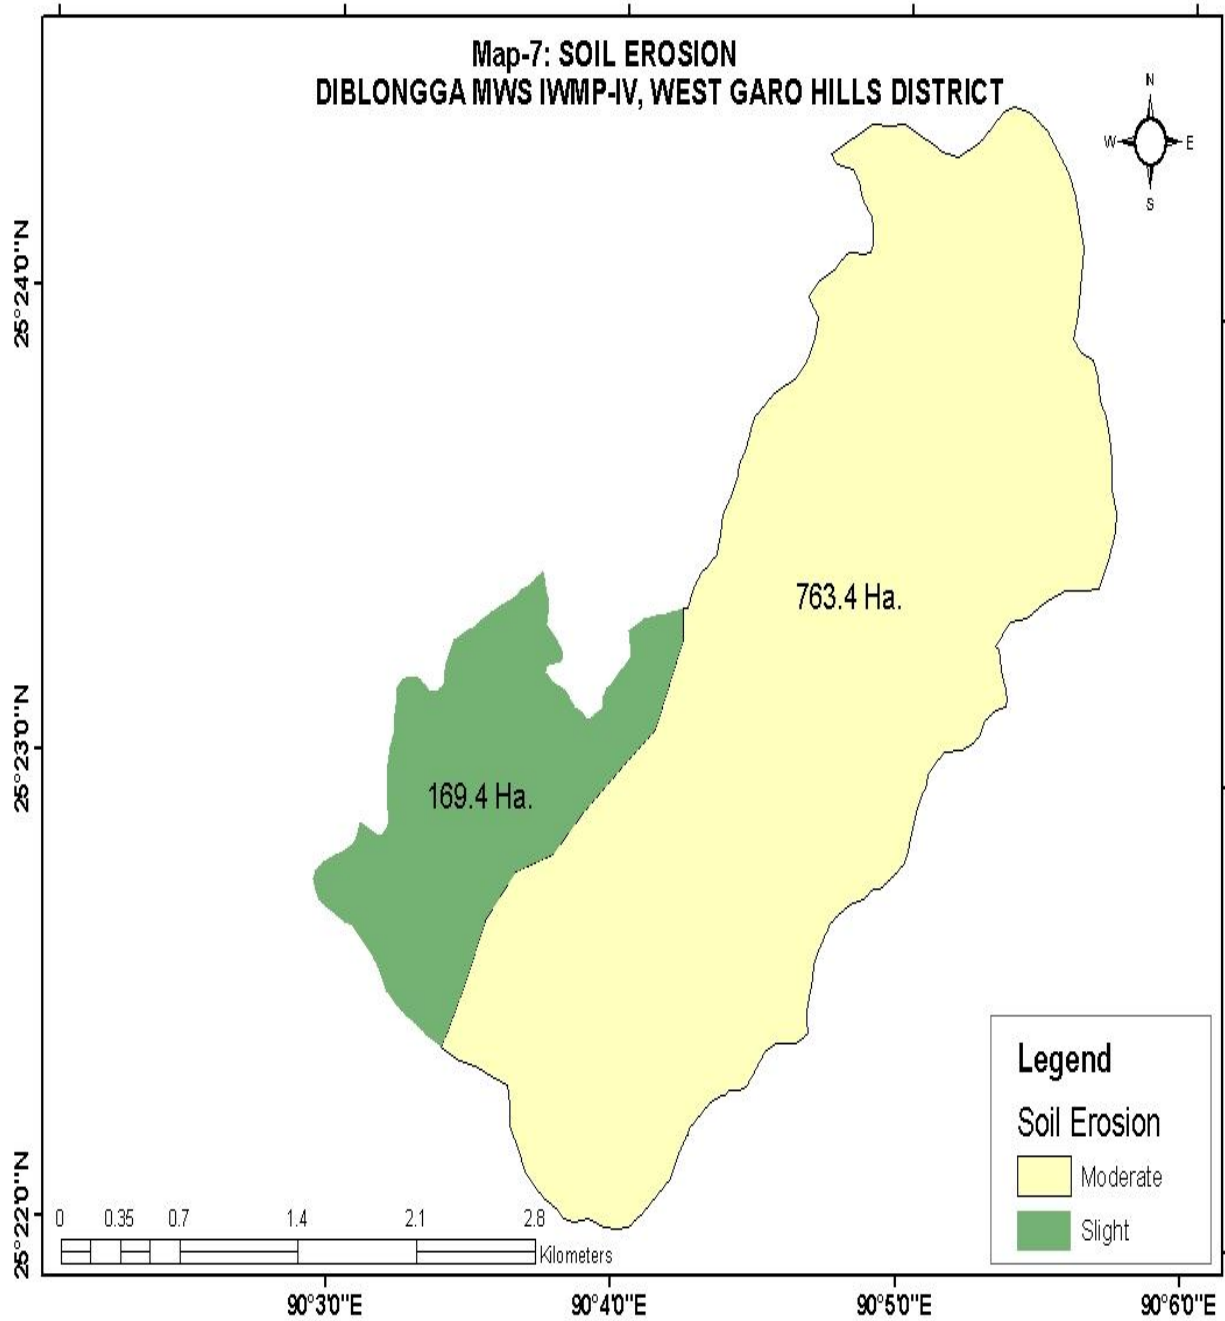 Map-7: SOIL EROSION
DIBLONGGA MWS IWMP-IV, WEST GARO HILLS DISTRICT
N
W E
S
25°24'0"N
763.4 Ha.
25°23'0"N
169.4 Ha.
Legend
Soil Erosion
Moderate
Slight
25°22'0"N
0 0.35 0.7 1.4 2.1 2.8
Kilometers
90°3'0"E 90°4'0"E 90°5'0"E 90°6'0"E